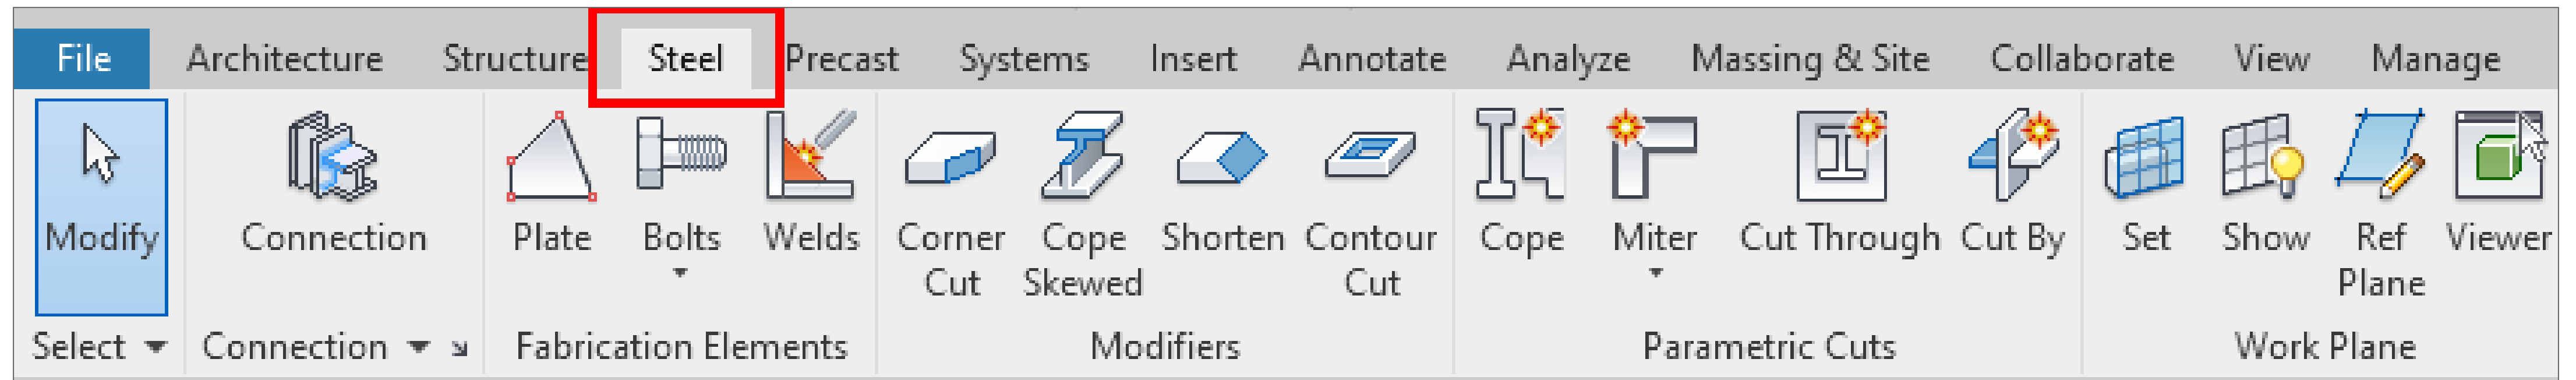 File Architecture Structure Steel Precast Systems Insert Annotate Analyze Massing & Site Collaborate View Manage
Modify Connection Plate Bolts Welds Corner Cope Shorten Contour Cope Miter Cut Through Cut By Set Show Ref Viewer
Cut Skewed Cut Plane
Select Connection Fabrication Elements Modifiers Parametric Cuts Work Plane